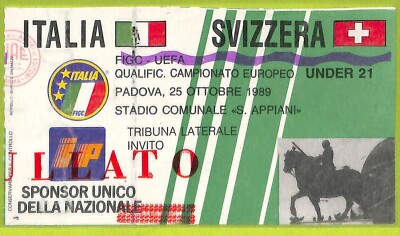 ITALIA SVIZZERA
FIGC - UEFA
QUALIFIC. CAMPIONATO EUROPEO UNDER 21
PADOVA, 25 OTTOBRE 1989
STADIO COMUNALE «S. APPIANI»
ITALIA
FIGC
TRIBUNA LATERALE
INVITO
IP
LLATO
SPONSOR UNICO
DELLA NAZIONALE